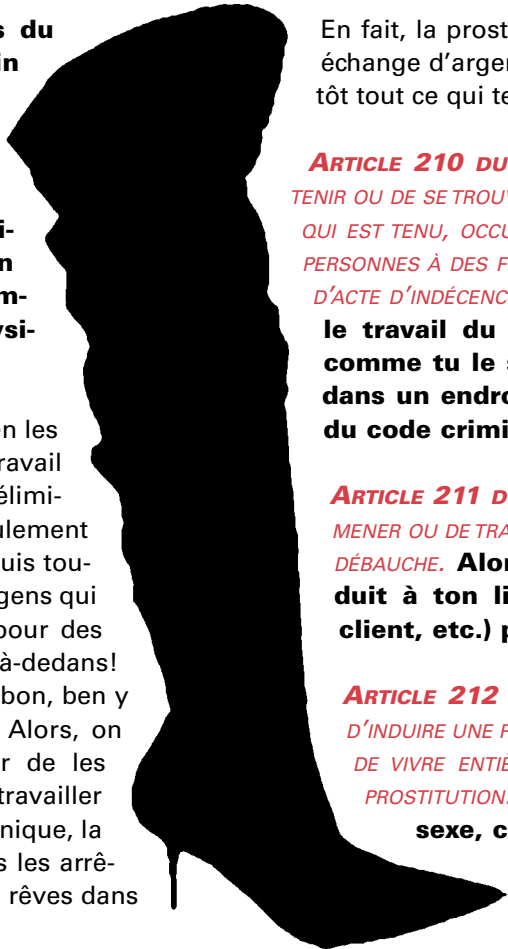 s du
in
i-
n
m-
ysi-
n les
ravail
élimi-
ulement
uis tou-
gens qui
pour des
à-dedans!
bon, ben y
Alors, on
r de les
travailler
nique, la
s les arrê-
rêves dans
En fait, la prost
échange d'arge
tôt tout ce qui te
ARTICLE 210 DU
TENIR OU DE SE TROUV
QUI EST TENU, OCCU
PERSONNES À DES F
D'ACTE D'INDÉCENC
le travail du
comme tu le s
dans un endro
du code crimi
ARTICLE 211 D
MENER OU DE TRA
DÉBAUCHE. Alor
duit à ton li
client, etc.) p
ARTICLE 212
D'INDUIRE UNE P
DE VIVRE ENTIÈ
PROSTITUTION.
sexe, c